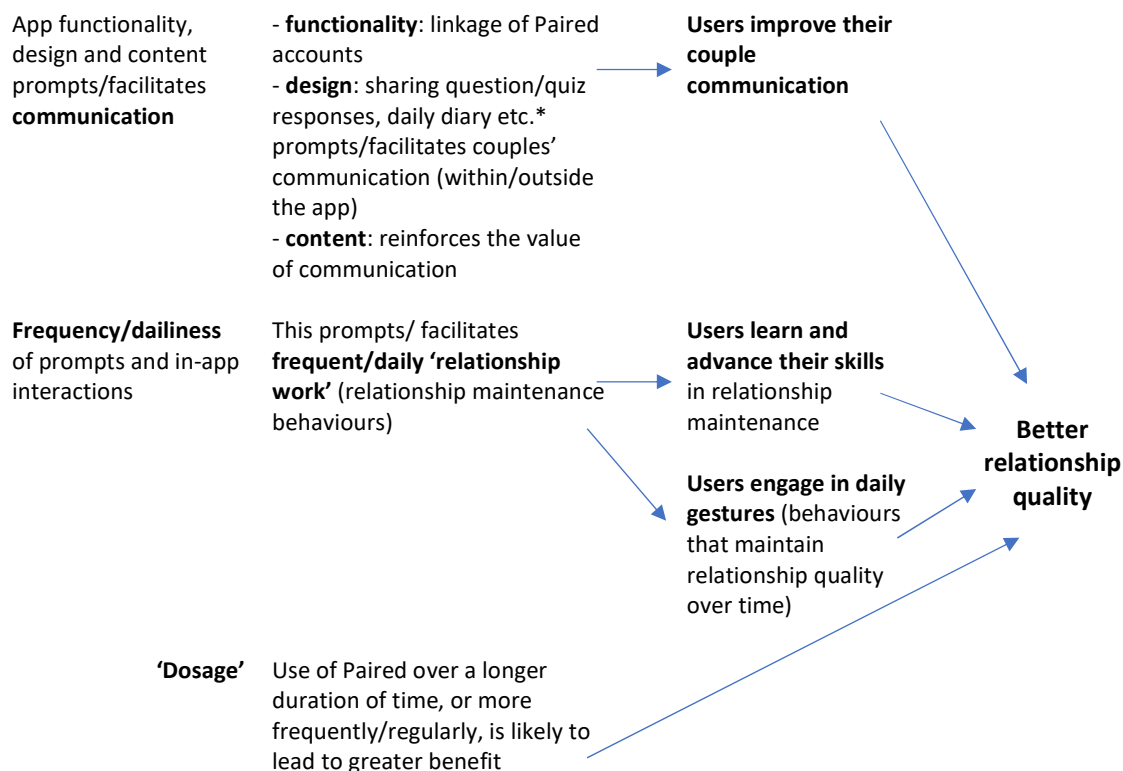 App functionality,
design and content
prompts/facilitates
communication
- functionality: linkage of Paired
accounts
- design: sharing question/quiz
responses, daily diary etc.*
prompts/facilitates couples’
communication (within/outside
the app)
- content: reinforces the value
of communication
Users improve their
couple
communication
Frequency/dailiness
of prompts and in-app
interactions
This prompts/ facilitates
frequent/daily ‘relationship
work’ (relationship maintenance
behaviours)
Users learn and
advance their skills
in relationship
maintenance
Users engage in daily
gestures (behaviours
that maintain
relationship quality
over time)
Better
relationship
quality
‘Dosage’
Use of Paired over a longer
duration of time, or more
frequently/regularly, is likely to
lead to greater benefit